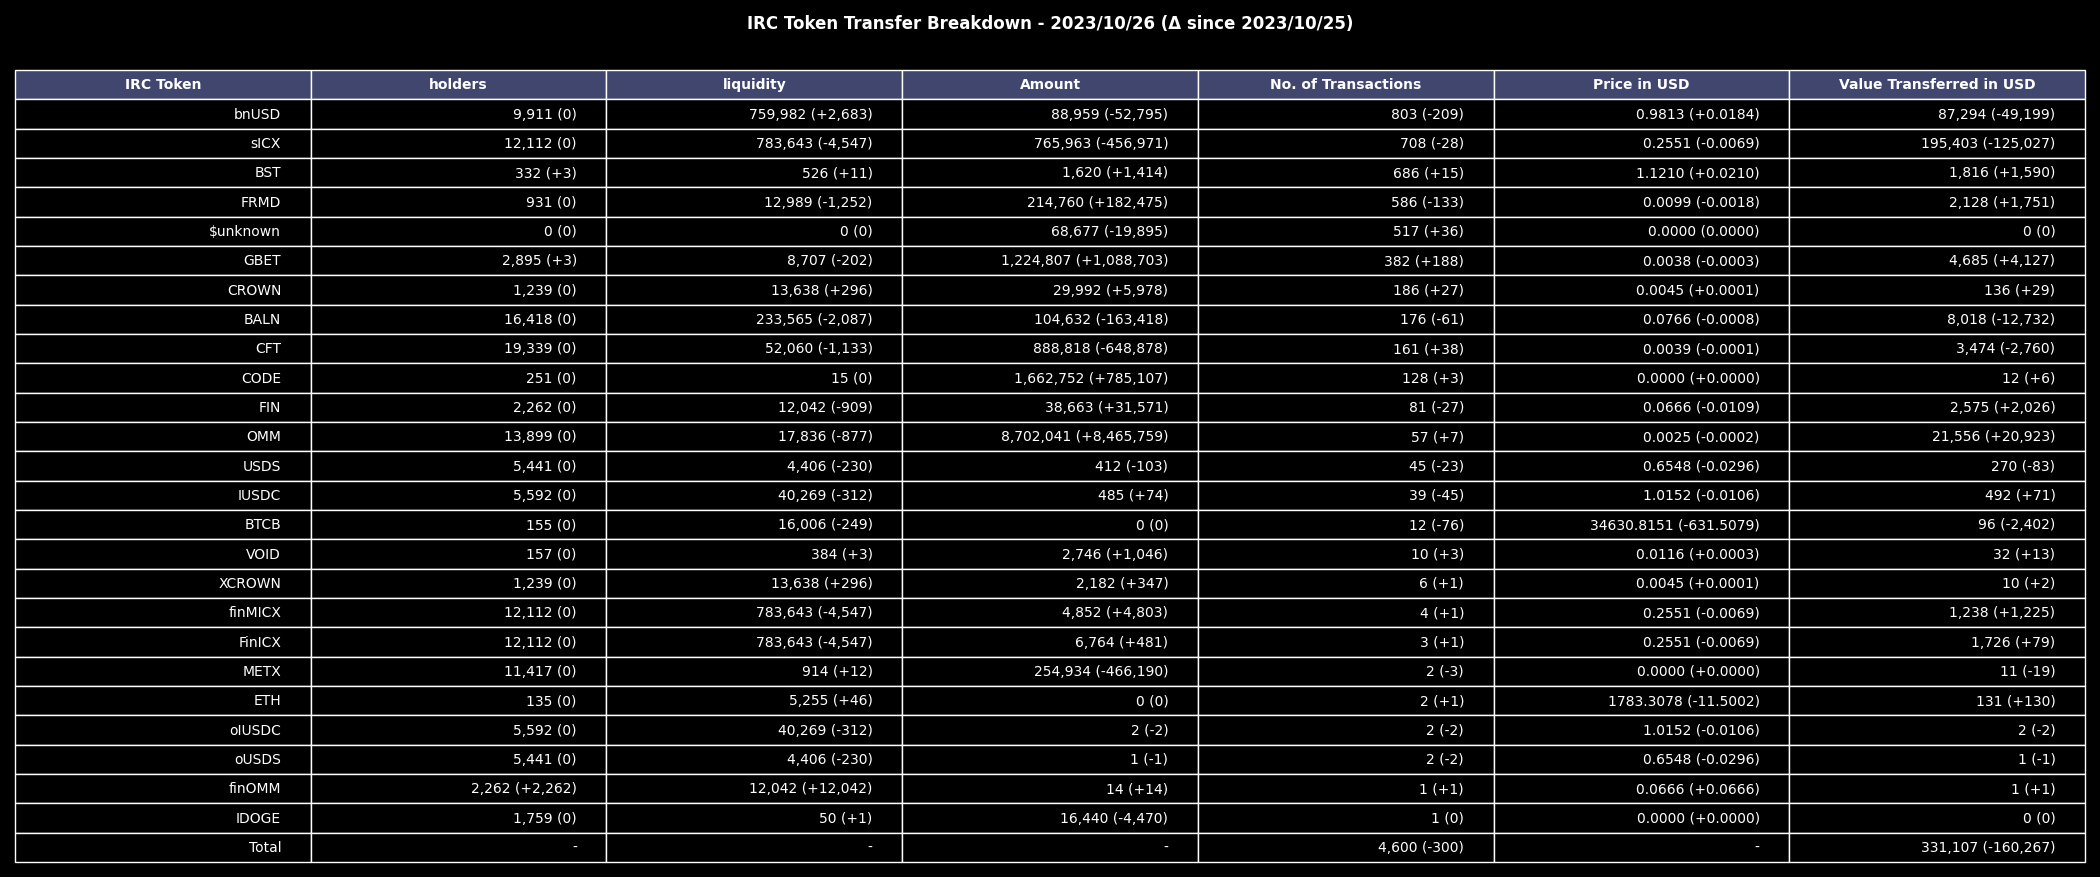 IRC Token Transfer Breakdown - 2023/10/26 (Δ since 2023/10/25)
IRC Token holders liquidity Amount No. of Transactions Price in USD Value Transferred in USD
bnUSD 9,911 (0) 759,982 (+2,683) 88,959 (-52,795) 803 (-209) 0.9813 (+0.0184) 87,294 (-49,199)
sICX 12,112 (0) 783,643 (-4,547) 765,963 (-456,971) 708 (-28) 0.2551 (-0.0069) 195,403 (-125,027)
BST 332 (+3) 526 (+11) 1,620 (+1,414) 686 (+15) 1.1210 (+0.0210) 1,816 (+1,590)
FRMD 931 (0) 12,989 (-1,252) 214,760 (+182,475) 586 (-133) 0.0099 (-0.0018) 2,128 (+1,751)
$unknown 0 (0) 0 (0) 68,677 (-19,895) 517 (+36) 0.0000 (0.0000) 0 (0)
GBET 2,895 (+3) 8,707 (-202) 1,224,807 (+1,088,703) 382 (+188) 0.0038 (-0.0003) 4,685 (+4,127)
CROWN 1,239 (0) 13,638 (+296) 29,992 (+5,978) 186 (+27) 0.0045 (+0.0001) 136 (+29)
BALN 16,418 (0) 233,565 (-2,087) 104,632 (-163,418) 176 (-61) 0.0766 (-0.0008) 8,018 (-12,732)
CFT 19,339 (0) 52,060 (-1,133) 888,818 (-648,878) 161 (+38) 0.0039 (-0.0001) 3,474 (-2,760)
CODE 251 (0) 15 (0) 1,662,752 (+785,107) 128 (+3) 0.0000 (+0.0000) 12 (+6)
FIN 2,262 (0) 12,042 (-909) 38,663 (+31,571) 81 (-27) 0.0666 (-0.0109) 2,575 (+2,026)
OMM 13,899 (0) 17,836 (-877) 8,702,041 (+8,465,759) 57 (+7) 0.0025 (-0.0002) 21,556 (+20,923)
USDS 5,441 (0) 4,406 (-230) 412 (-103) 45 (-23) 0.6548 (-0.0296) 270 (-83)
IUSDC 5,592 (0) 40,269 (-312) 485 (+74) 39 (-45) 1.0152 (-0.0106) 492 (+71)
BTCB 155 (0) 16,006 (-249) 0 (0) 12 (-76) 34630.8151 (-631.5079) 96 (-2,402)
VOID 157 (0) 384 (+3) 2,746 (+1,046) 10 (+3) 0.0116 (+0.0003) 32 (+13)
XCROWN 1,239 (0) 13,638 (+296) 2,182 (+347) 6 (+1) 0.0045 (+0.0001) 10 (+2)
finMICX 12,112 (0) 783,643 (-4,547) 4,852 (+4,803) 4 (+1) 0.2551 (-0.0069) 1,238 (+1,225)
FinICX 12,112 (0) 783,643 (-4,547) 6,764 (+481) 3 (+1) 0.2551 (-0.0069) 1,726 (+79)
METX 11,417 (0) 914 (+12) 254,934 (-466,190) 2 (-3) 0.0000 (+0.0000) 11 (-19)
ETH 135 (0) 5,255 (+46) 0 (0) 2 (+1) 1783.3078 (-11.5002) 131 (+130)
oIUSDC 5,592 (0) 40,269 (-312) 2 (-2) 2 (-2) 1.0152 (-0.0106) 2 (-2)
oUSDS 5,441 (0) 4,406 (-230) 1 (-1) 2 (-2) 0.6548 (-0.0296) 1 (-1)
finOMM 2,262 (+2,262) 12,042 (+12,042) 14 (+14) 1 (+1) 0.0666 (+0.0666) 1 (+1)
IDOGE 1,759 (0) 50 (+1) 16,440 (-4,470) 1 (0) 0.0000 (+0.0000) 0 (0)
Total - - - 4,600 (-300) - 331,107 (-160,267)